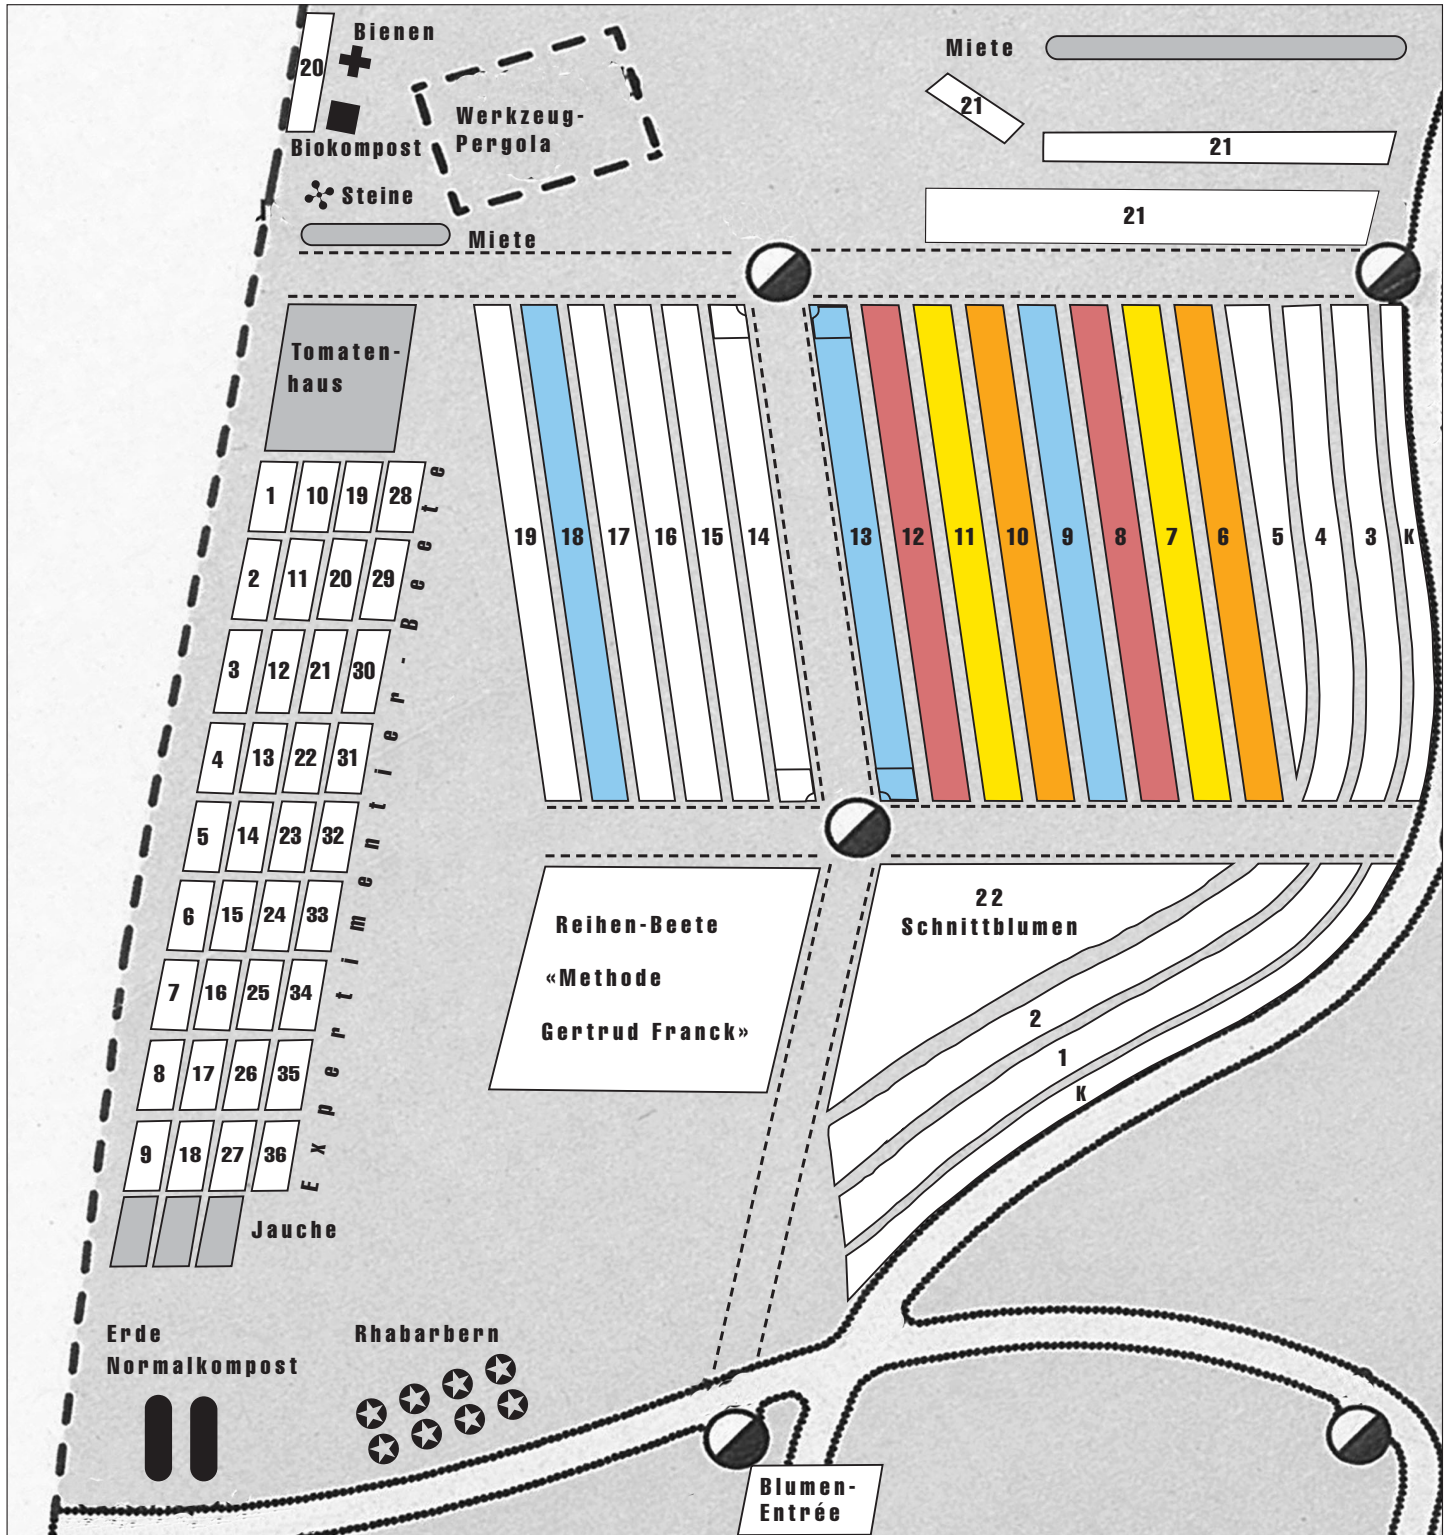 Bienen
20
Biokompost
Steine
Miete
Werkzeug-
Pergola
Miete
21
21
21
Tomaten-
haus
19 18 17 16 15 14 13 12 11 10 9 8 7 6 5 4 3 K
1 10 19 28
2 11 20 29
3 12 21 30
4 13 22 31
5 14 23 32
6 15 24 33
7 16 25 34
8 17 26 35
9 18 27 36
Experimentier-Beete
Jauche
Reihen-Beete
«Methode
Gertrud Franck»
22
Schnittblumen
2
1
K
Erde
Normalkompost
Rhabarbern
Blumen-
Entrée